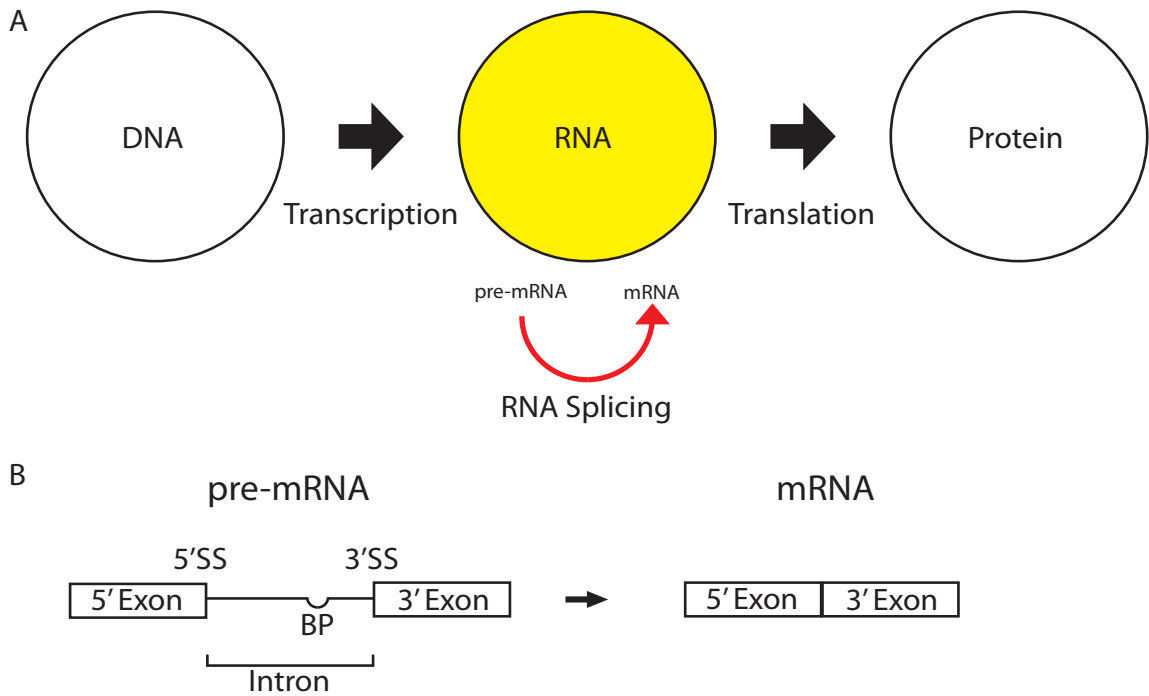 A
DNA
RNA
Protein
Transcription
Translation
pre-mRNA
mRNA
RNA Splicing
B
pre-mRNA
mRNA
5'SS
3'SS
5' Exon
BP
3' Exon
5' Exon
3' Exon
Intron